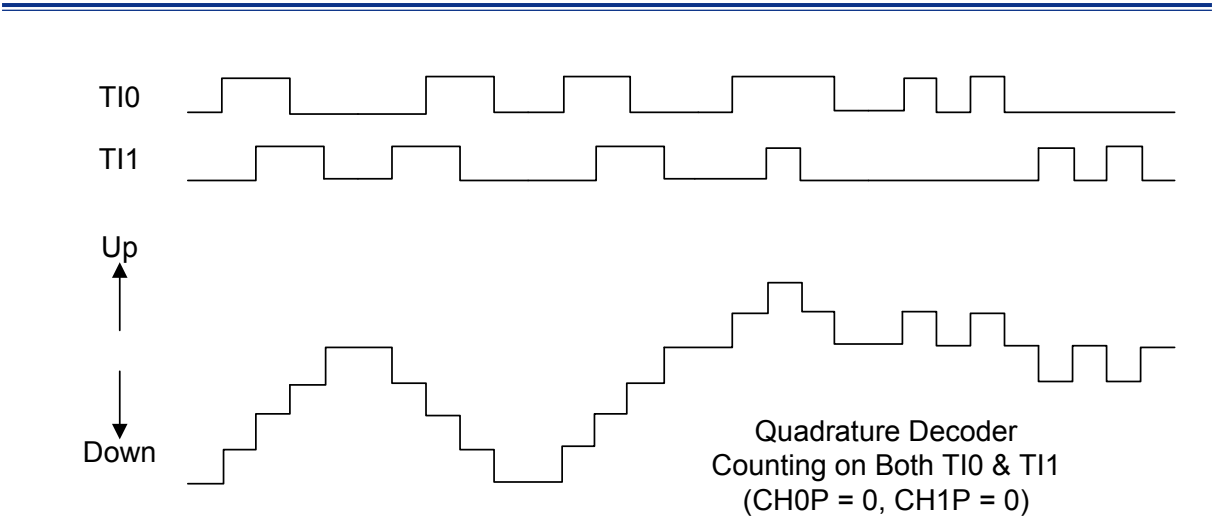 TI0
TI1
Up
Down
Quadrature Decoder
Counting on Both TI0 & TI1
(CH0P = 0, CH1P = 0)